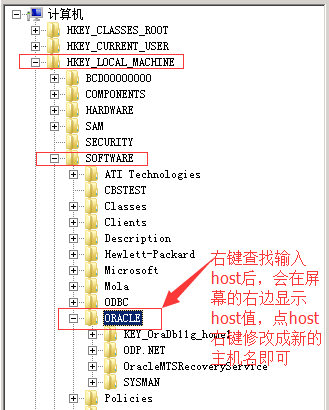 计算机
HKEY_CLASSES_ROOT
HKEY_CURRENT_USER
HKEY_LOCAL_MACHINE
BCD00000000
COMPONENTS
HARDWARE
SAM
SECURITY
SOFTWARE
ATI Technologies
CBSTEST
Classes
Clients
Description
Hewlett-Packard
Microsoft
Mola
ODBC
ORACLE
KEY_OraDb11g_home1
ODP.NET
OracleMTSRecoveryService
SYSMAN
Policies
右键查找输入
host后，会在屏
幕的右边显示
host值，点host
右键修改成新的
主机名即可